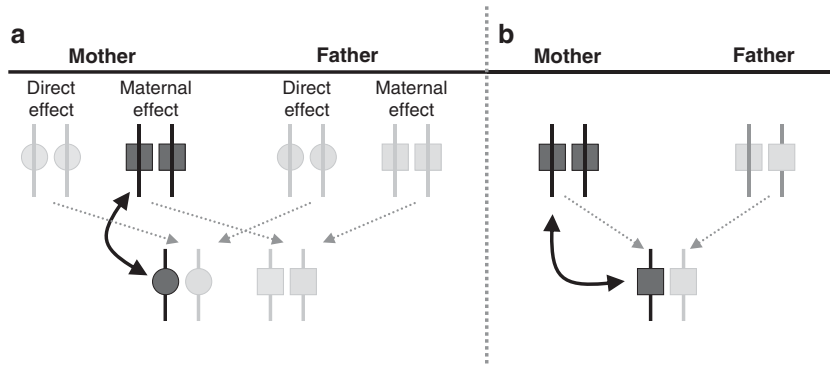 a
Mother
Father
Direct
effect
Maternal
effect
Direct
effect
Maternal
effect
b
Mother
Father